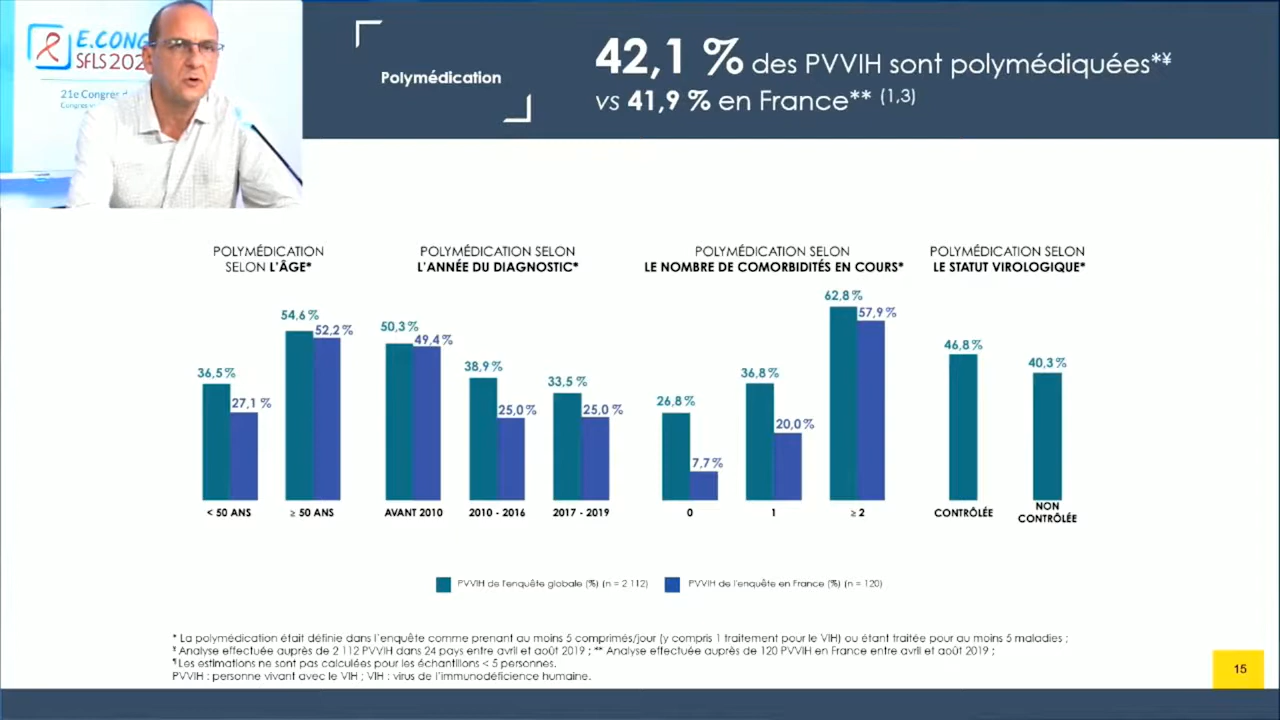 E.CONG
SFLS 202
21e Congres d
Polymédication
42,1 % des PVVIH sont polymédiquées*¥
vs 41,9 % en France** (1,3)
POLYMÉDICATION
SELON L'ÂGE*
POLYMÉDICATION SELON
L'ANNÉE DU DIAGNOSTIC*
POLYMÉDICATION SELON
LE NOMBRE DE COMORBIDITÉS EN COURS*
POLYMÉDICATION SELON
LE STATUT VIROLOGIQUE*
36,5 %
27,1 %
54,6 %
52,2 %
< 50 ANS
≥ 50 ANS
50,3 %
49,4 %
38,9 %
25,0 %
33,5 %
25,0 %
AVANT 2010
2010 - 2016
2017 - 2019
26,8 %
7,7 %
36,8 %
20,0 %
62,8 %
57,9 %
0
1
≥ 2
46,8 %
40,3 %
CONTRÔLÉE
NON
CONTRÔLÉE
PVVIH de l'enquête globale (%) (n = 2 112)
PVVIH de l'enquête en France (%) (n = 120)
* La polymédication était définie dans l'enquête comme prenant au moins 5 comprimés/jour (y compris 1 traitement pour le VIH) ou étant traitée pour au moins 5 maladies ;
¥ Analyse effectuée auprès de 2 112 PVVIH dans 24 pays entre avril et août 2019 ; ** Analyse effectuée auprès de 120 PVVIH en France entre avril et août 2019 ;
¶ Les estimations ne sont pas calculées pour les échantillons < 5 personnes.
PVVIH : personne vivant avec le VIH ; VIH : virus de l'immunodéficience humaine.
15